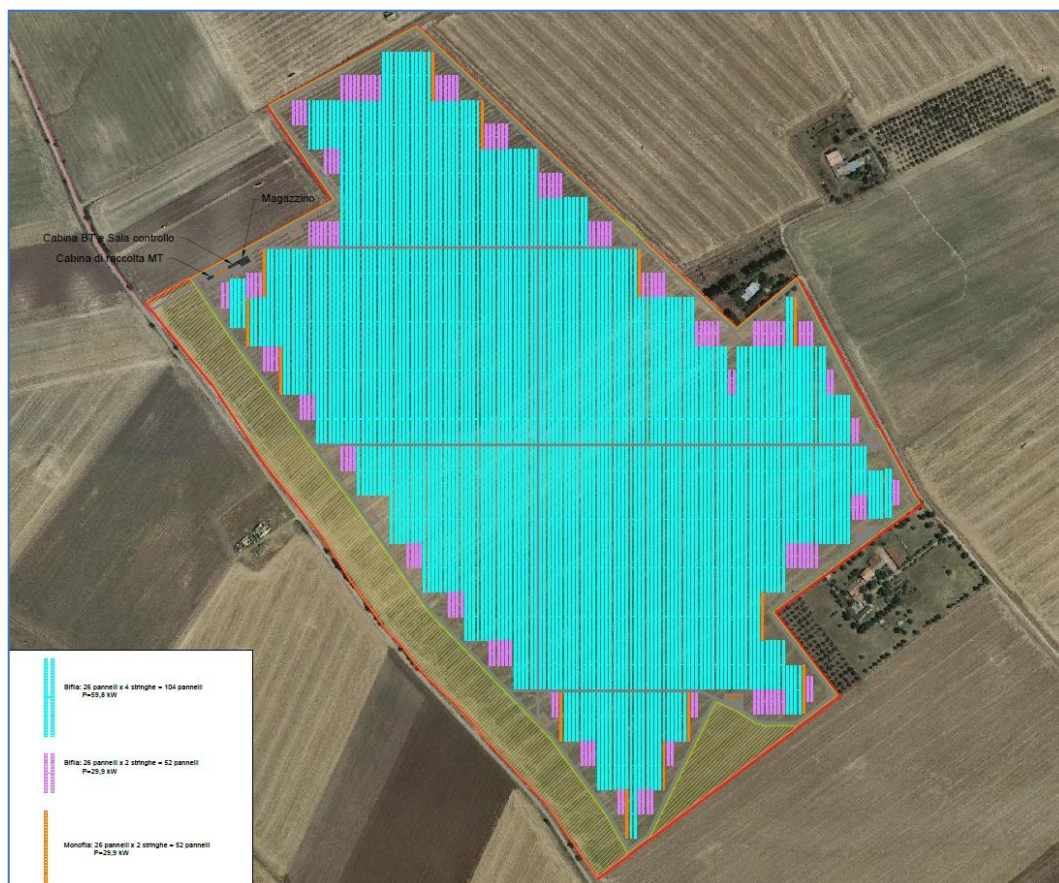 Magazzino
Cabina BT e Sala controllo
Cabina di raccolta MT
Bifila: 26 pannelli x 4 stringhe = 104 pannelli
P=59,8 kW
Bifila: 26 pannelli x 2 stringhe = 52 pannelli
P=29,9 kW
Monofila: 26 pannelli x 2 stringhe = 52 pannelli
P=29,9 kW